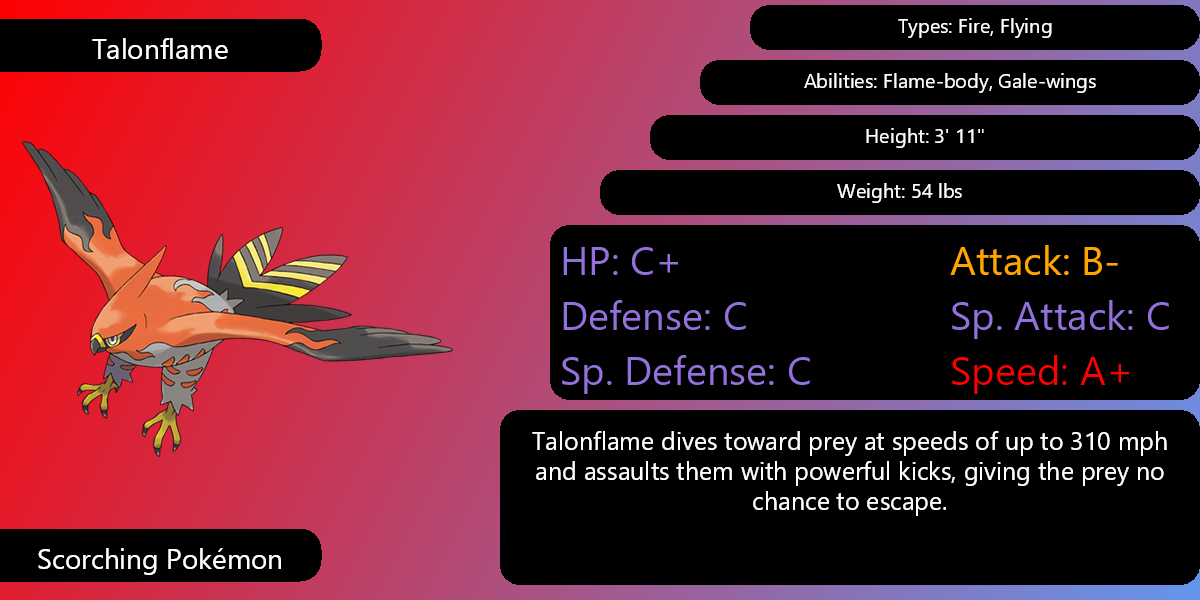 Talonflame
Types: Fire, Flying
Abilities: Flame-body, Gale-wings
Height: 3' 11"
Weight: 54 lbs
HP: C+
Attack: B-
Defense: C
Sp. Attack: C
Sp. Defense: C
Speed: A+
Talonflame dives toward prey at speeds of up to 310 mph
and assaults them with powerful kicks, giving the prey no
chance to escape.
Scorching Pokémon